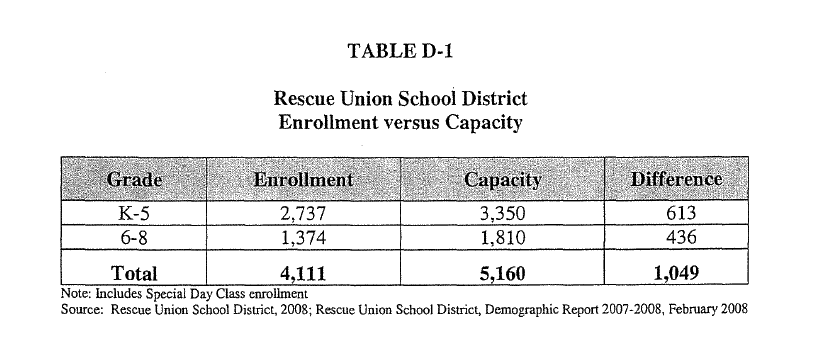 TABLE D-1
Rescue Union School District
Enrollment versus Capacity
Grade Enrollment Capacity Difference
K-5 2,737 3,350 613
6-8 1,374 1,810 436
Total 4,111 5,160 1,049
Note: Includes Special Day Class enrollment
Source: Rescue Union School District, 2008; Rescue Union School District, Demographic Report 2007-2008, February 2008